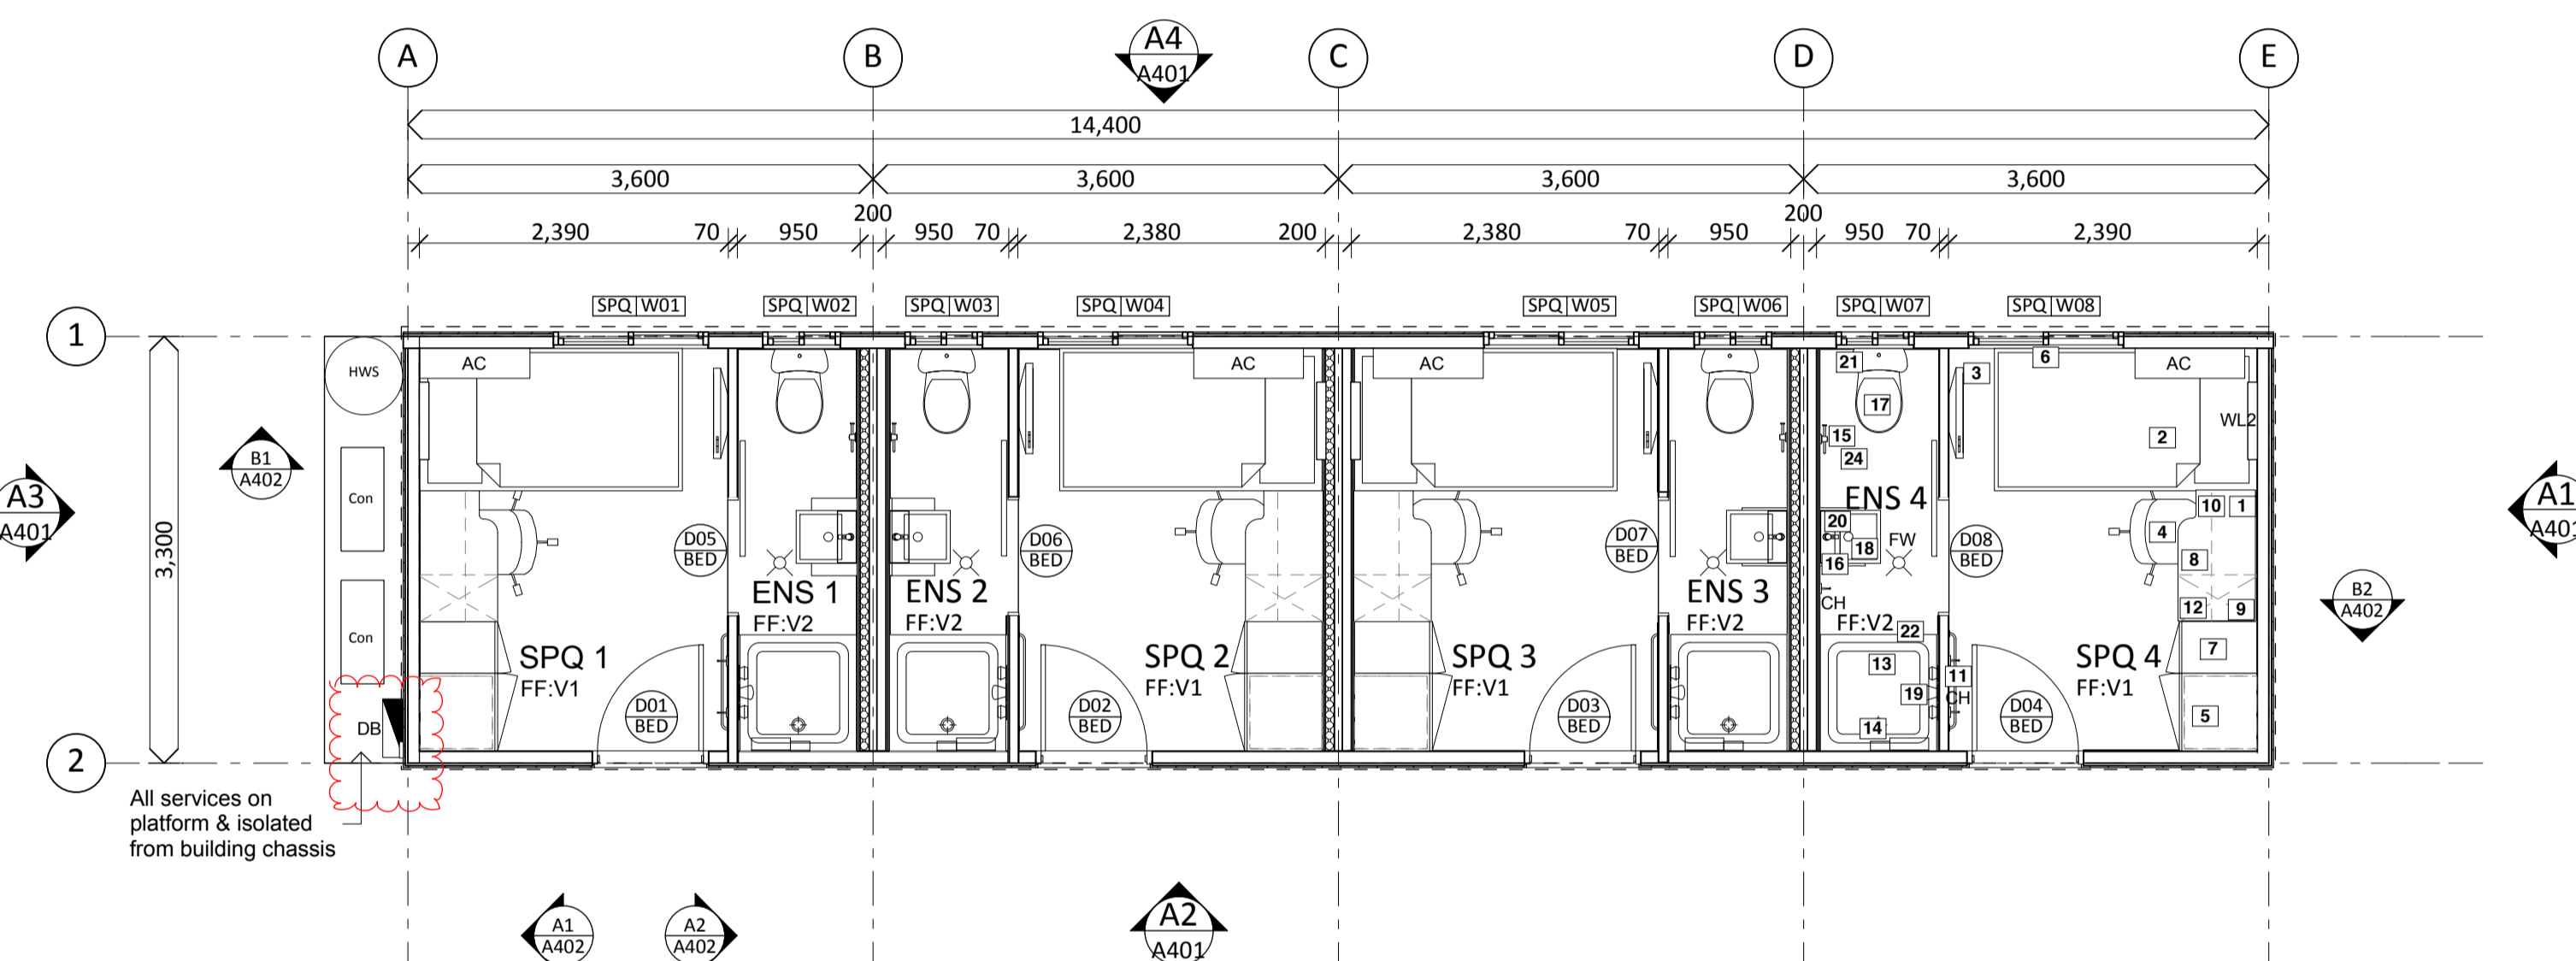 A
B
A4
A401
C
D
E
14,400
3,600
3,600
3,600
3,600
200
200
2,390
70
950
950
70
2,380
200
2,380
70
950
950
70
2,390
SPQ W01
SPQ W02
SPQ W03
SPQ W04
SPQ W05
SPQ W06
SPQ W07
SPQ W08
1
HWS
AC
AC
AC
AC
21
3
6
17
2
WL2
15
24
B1
A402
A3
A401
Con
3,300
ENS 4
10
1
A1
A401
D05
BED
D06
BED
D07
BED
20
18
16
FW
D08
BED
4
8
ENS 1
FF:V2
ENS 2
FF:V2
ENS 3
FF:V2
CH
FF:V2
22
12
9
B2
A402
Con
SPQ 1
FF:V1
SPQ 2
FF:V1
SPQ 3
FF:V1
13
11
19
CH
SPQ 4
FF:V1
7
5
14
DB
D01
BED
D02
BED
D03
BED
D04
BED
2
All services on
platform & isolated
from building chassis
A1
A402
A2
A402
A2
A401